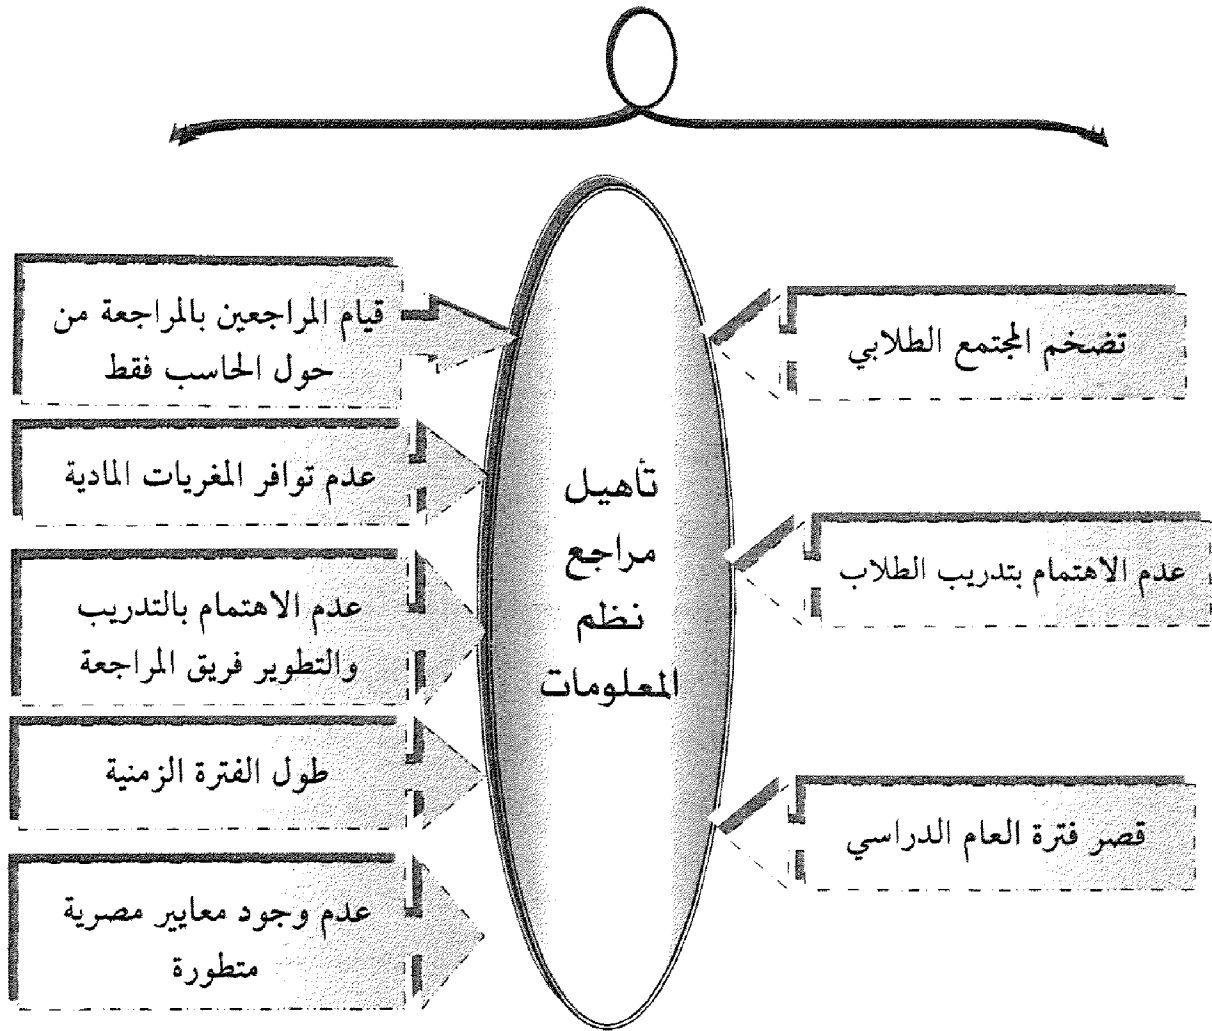 تضخم المجتمع الطلابي
عدم الاهتمام بتدريب الطلاب
قصر فترة العام الدراسي
تأهيل
مراجع
نظم
المعلومات
قيام المراجعين بالمراجعة من
حول الحاسب فقط
عدم توافر المغريات المادية
عدم الاهتمام بالتدريب
والتطوير فريق المراجعة
طول الفترة الزمنية
عدم وجود معايير مصرية
متطورة